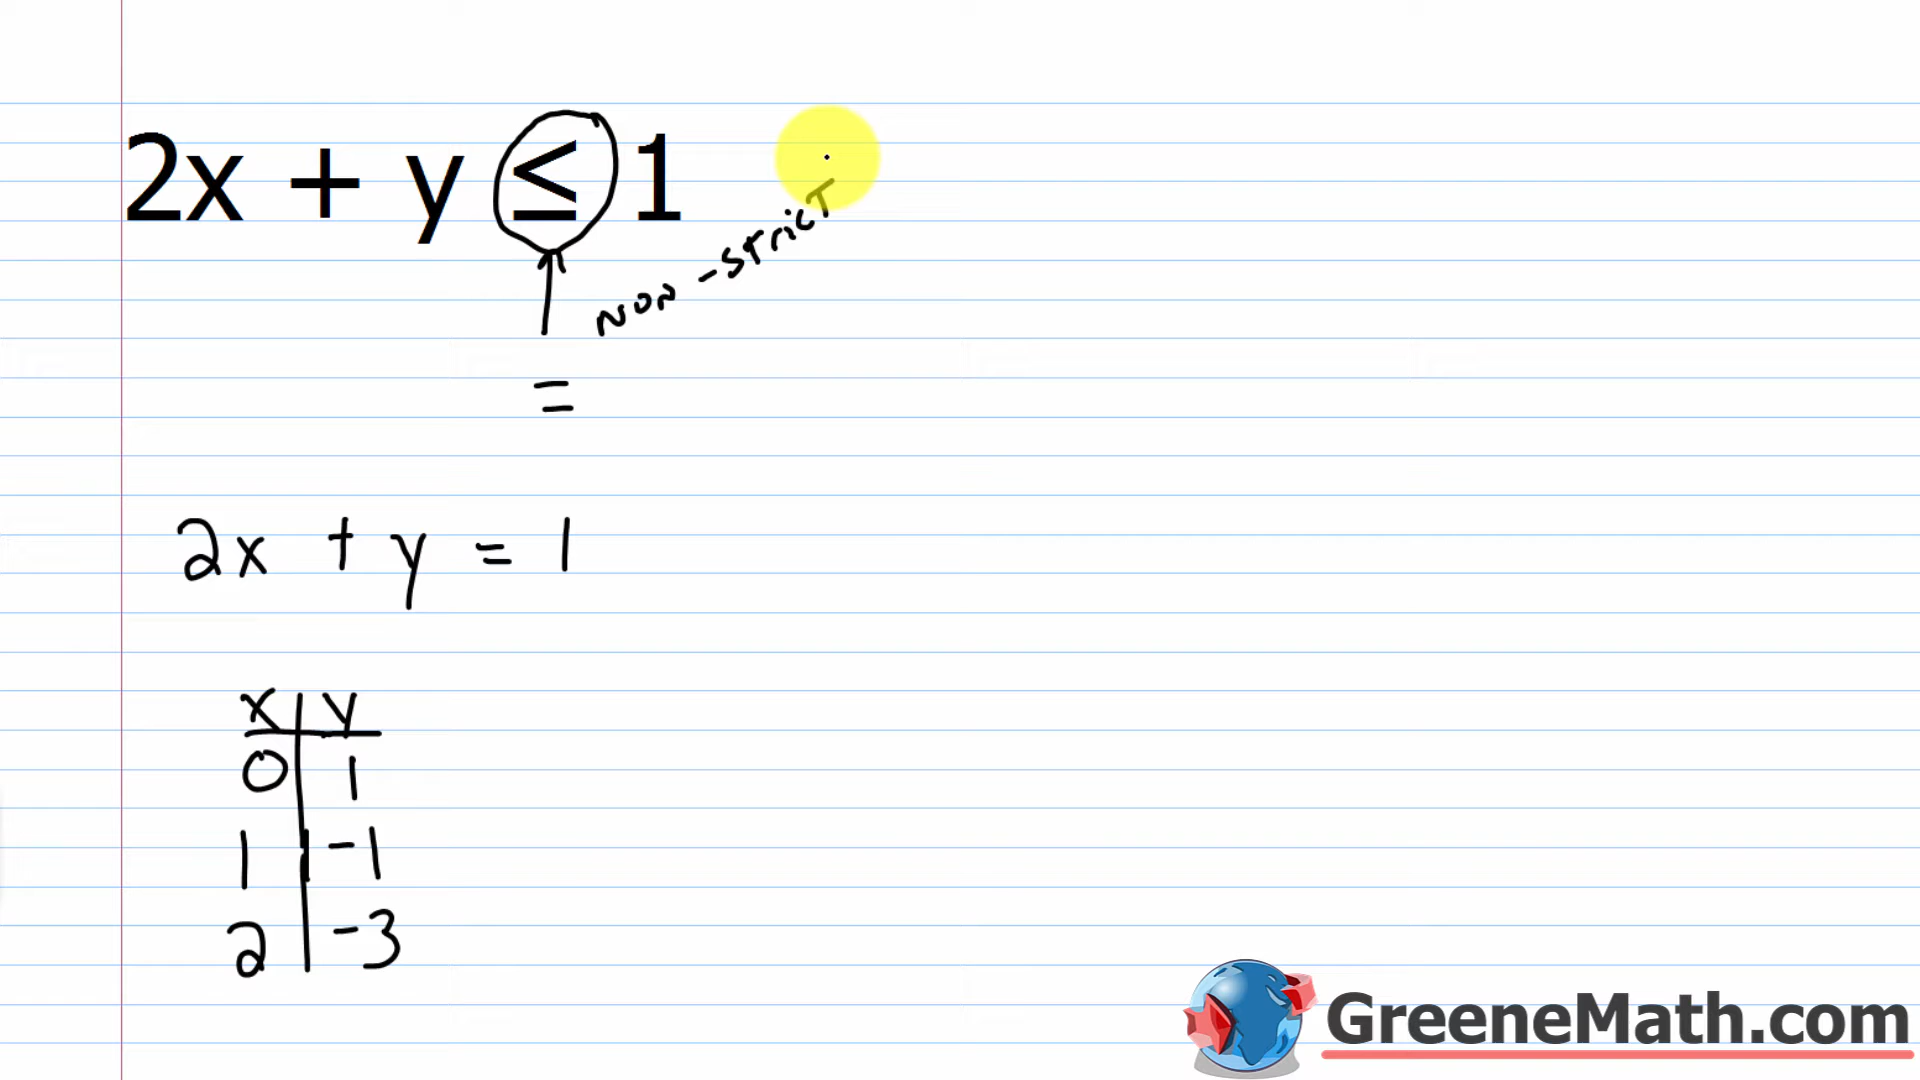 2x + y ≤ 1
non-strict
=
2x + y = 1
x y
0 1
1 -1
2 -3
GreeneMath.com